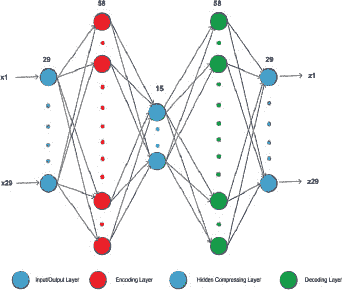 58
58
29
29
x1
z1
15
x29
z29
Input/Output Layer
Encoding Layer
Hidden Compressing Layer
Decoding Layer